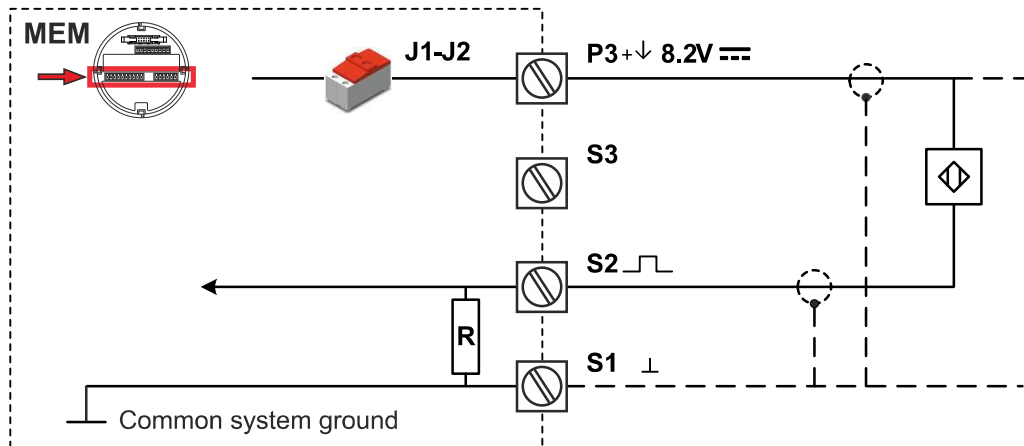 MEM
J1-J2
P3 +↓ 8.2V ⎓
S3
S2
R
S1 ⊥
Common system ground